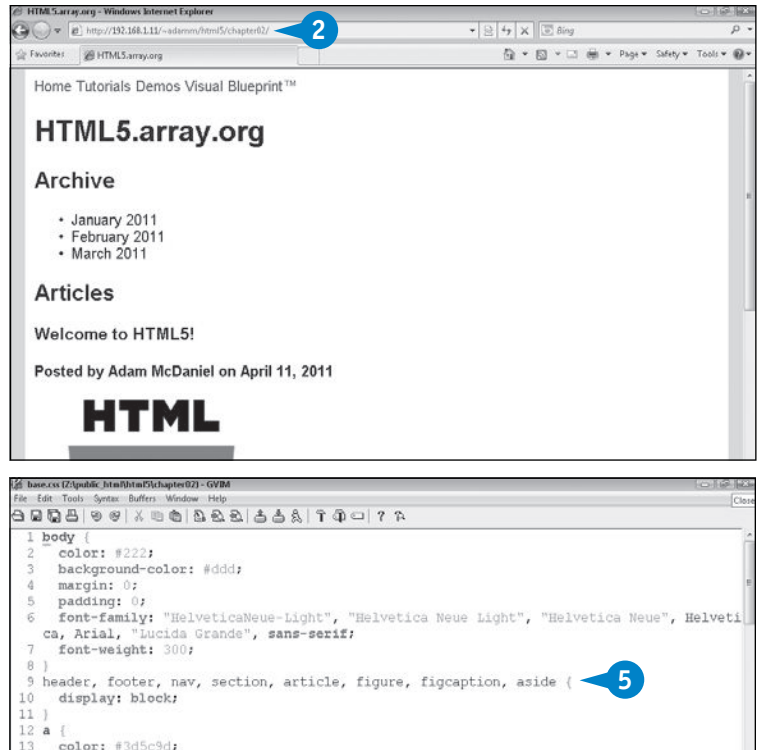 HTML5.array.org - Windows Internet Explorer
http://192.168.1.11/~adamm/html5/chapter02/
2
Bing
Favorites HTML5.array.org
Page Safety Tools
Home Tutorials Demos Visual Blueprint™
HTML5.array.org
Archive
• January 2011
• February 2011
• March 2011
Articles
Welcome to HTML5!
Posted by Adam McDaniel on April 11, 2011
HTML
base.css (Z:\public_html\html5\chapter02) - GVIM
File Edit Tools Syntax Buffers Window Help
Close
1 body {
2 color: #222;
3 background-color: #ddd;
4 margin: 0;
5 padding: 0;
6 font-family: "HelveticaNeue-Light", "Helvetica Neue Light", "Helvetica Neue", Helveti
ca, Arial, "Lucida Grande", sans-serif;
7 font-weight: 300;
8 }
9 header, footer, nav, section, article, figure, figcaption, aside {
5
10 display: block;
11 }
12 a {
13 color: #3d5c9d;